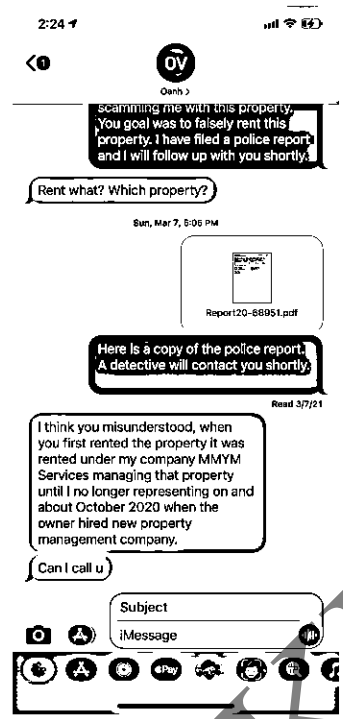 2:24
1
OV
Oanh >
scamming me with this property.
You goal was to falsely rent this
property. I have filed a police report
and I will follow up with you shortly.
Rent what? Which property?
Sun, Mar 7, 5:06 PM
Report20-68951.pdf
Here is a copy of the police report.
A detective will contact you shortly.
Read 3/7/21
I think you misunderstood, when
you first rented the property it was
rented under my company MMYM
Services managing that property
until I no longer representing on and
about October 2020 when the
owner hired new property
management company.
Can I call u
Subject
iMessage
Pay